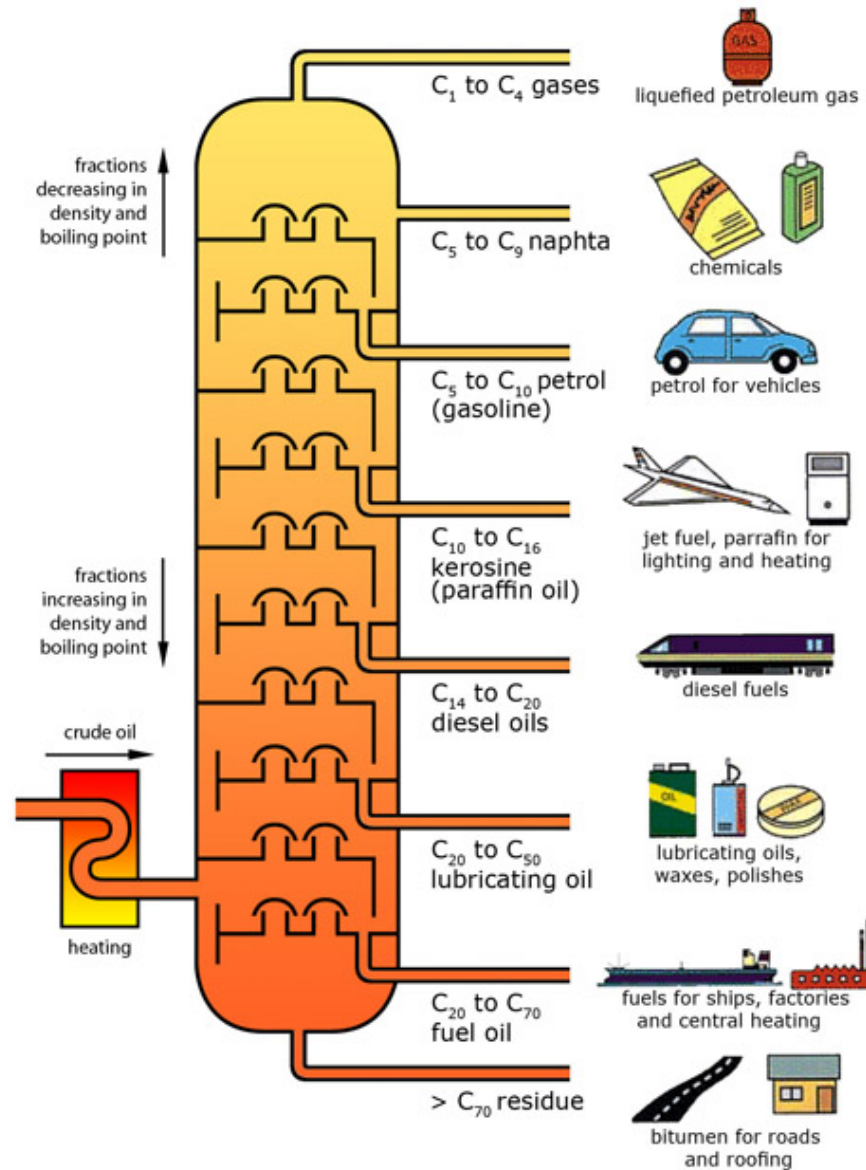 C₁ to C₄ gases
GAS
liquefied petroleum gas
fractions
decreasing in
density and
boiling point
C₅ to C₉ naphta
chemicals
C₅ to C₁₀ petrol
(gasoline)
petrol for vehicles
C₁₀ to C₁₆
kerosine
(paraffin oil)
jet fuel, parrafin for
lighting and heating
fractions
increasing in
density and
boiling point
C₁₄ to C₂₀
diesel oils
diesel fuels
crude oil
heating
C₂₀ to C₅₀
lubricating oil
OIL
WAX
lubricating oils,
waxes, polishes
C₂₀ to C₇₀
fuel oil
fuels for ships, factories
and central heating
> C₇₀ residue
bitumen for roads
and roofing